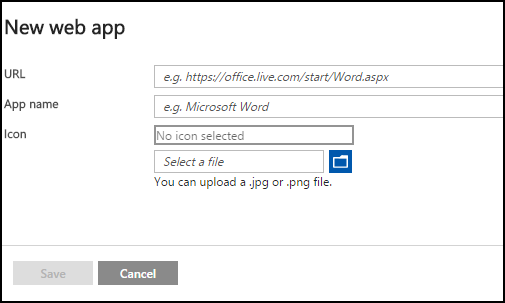 New web app
URL
e.g. https://office.live.com/start/Word.aspx
App name
e.g. Microsoft Word
Icon
No icon selected
Select a file
You can upload a .jpg or .png file.
Save
Cancel